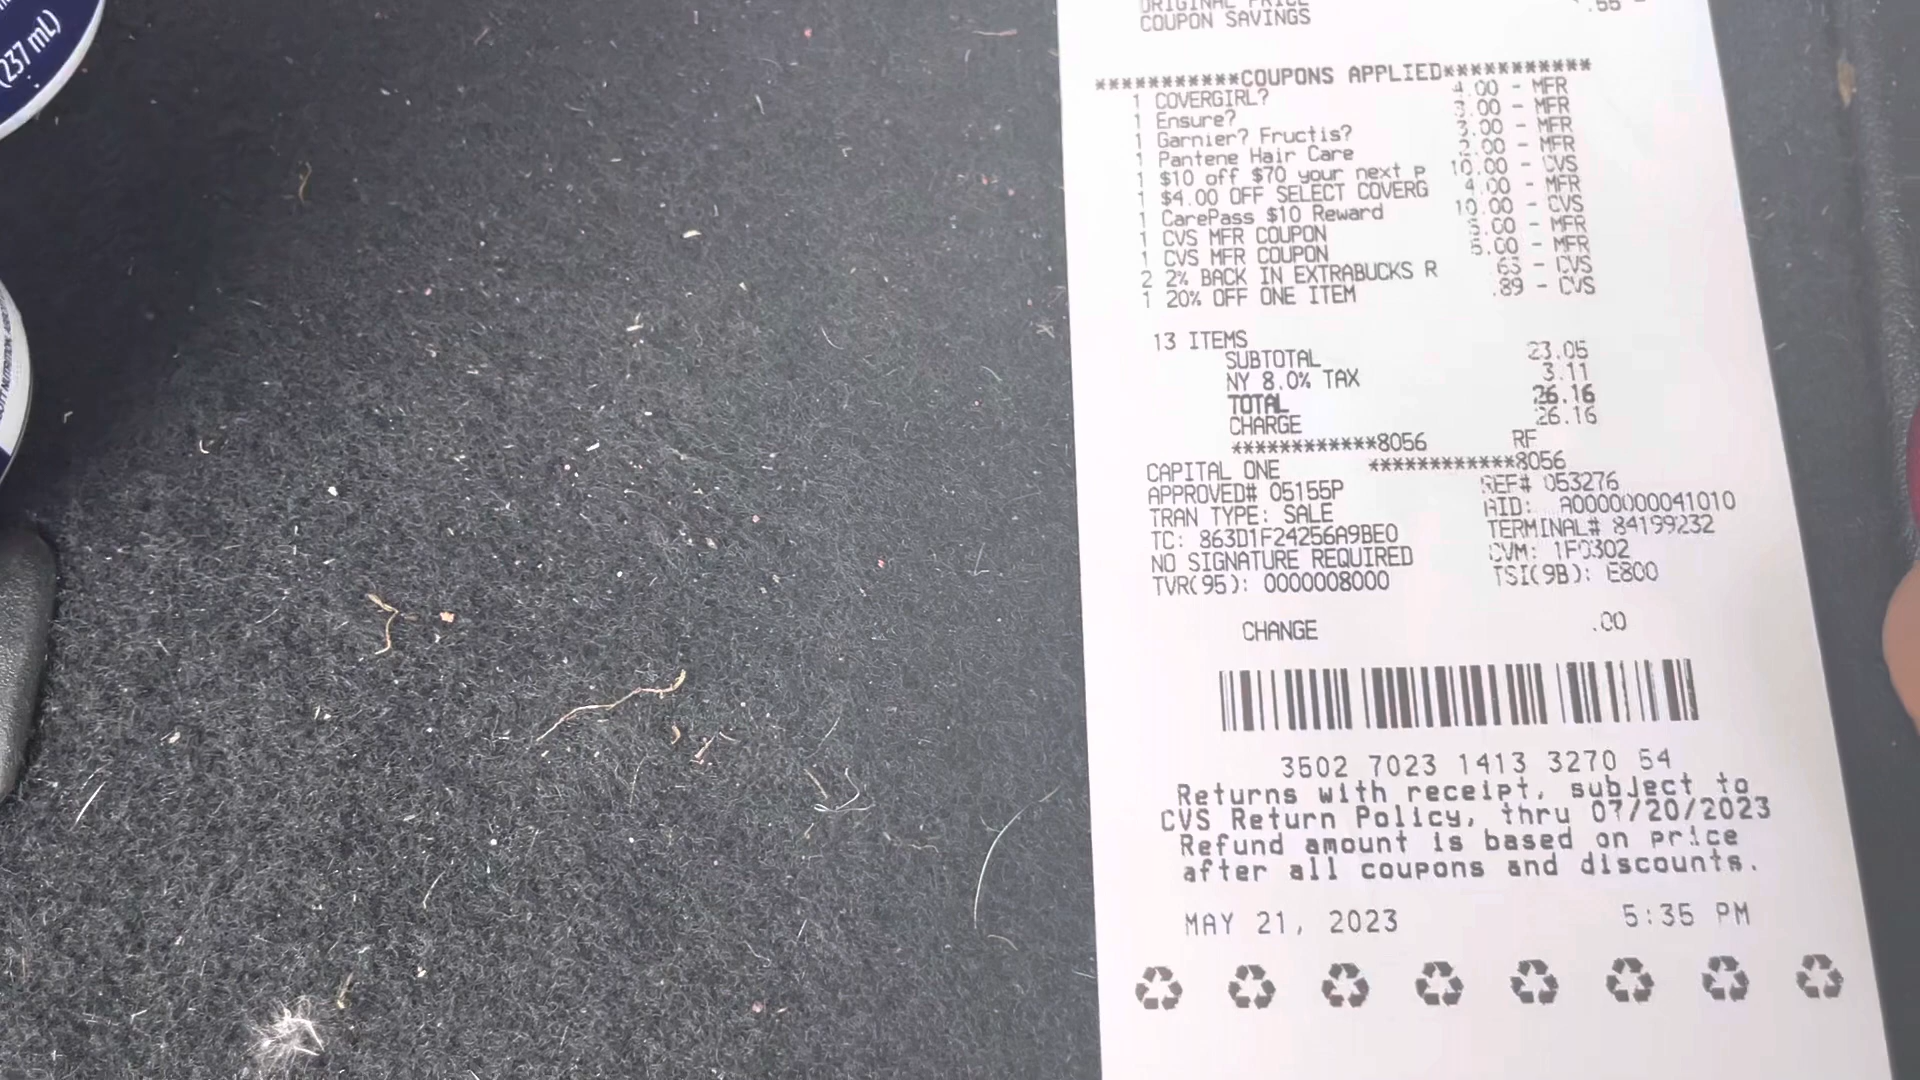 (237 mL)
ORIGINAL PRICE
COUPON SAVINGS .55 -
***********COUPONS APPLIED***********
1 COVERGIRL? 4.00 - MFR
1 Ensure? 3.00 - MFR
1 Garnier? Fructis? 3.00 - MFR
1 Pantene Hair Care 2.00 - MFR
1 $10 off $70 your next p 10.00 - CVS
1 $4.00 OFF SELECT COVERG 4.00 - MFR
1 CarePass $10 Reward 10.00 - CVS
1 CVS MFR COUPON 5.00 - MFR
1 CVS MFR COUPON 5.00 - MFR
2 2% BACK IN EXTRABUCKS R .63 - CVS
1 20% OFF ONE ITEM .89 - CVS
13 ITEMS
SUBTOTAL 23.05
NY 8.0% TAX 3.11
TOTAL 26.16
CHARGE 26.16
************8056 RF
CAPITAL ONE ************8056
APPROVED# 05155P REF# 053276
TRAN TYPE: SALE AID: A0000000041010
TC: 863D1F24256A9BE0 TERMINAL# 84199232
NO SIGNATURE REQUIRED CVM: 1F0302
TVR(95): 0000008000 TSI(9B): E800
CHANGE .00
3502 7023 1413 3270 54
Returns with receipt, subject to
CVS Return Policy, thru 07/20/2023
Refund amount is based on price
after all coupons and discounts.
MAY 21, 2023 5:35 PM